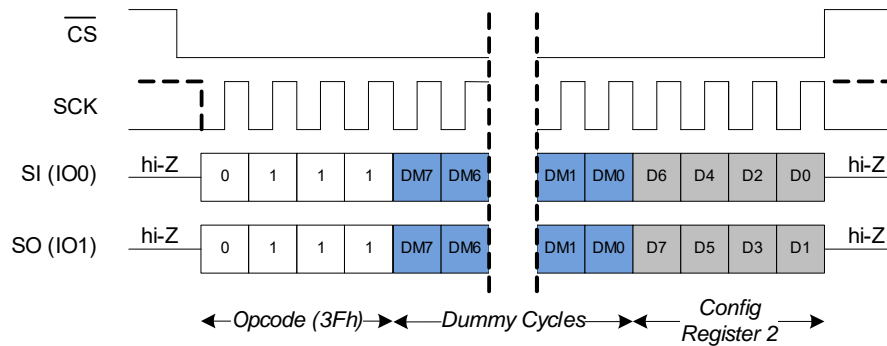 CS
SCK
SI (IO0) hi-Z 0 1 1 1 DM7 DM6 DM1 DM0 D6 D4 D2 D0 hi-Z
SO (IO1) hi-Z 0 1 1 1 DM7 DM6 DM1 DM0 D7 D5 D3 D1 hi-Z
Opcode (3Fh) Dummy Cycles Config
Register 2